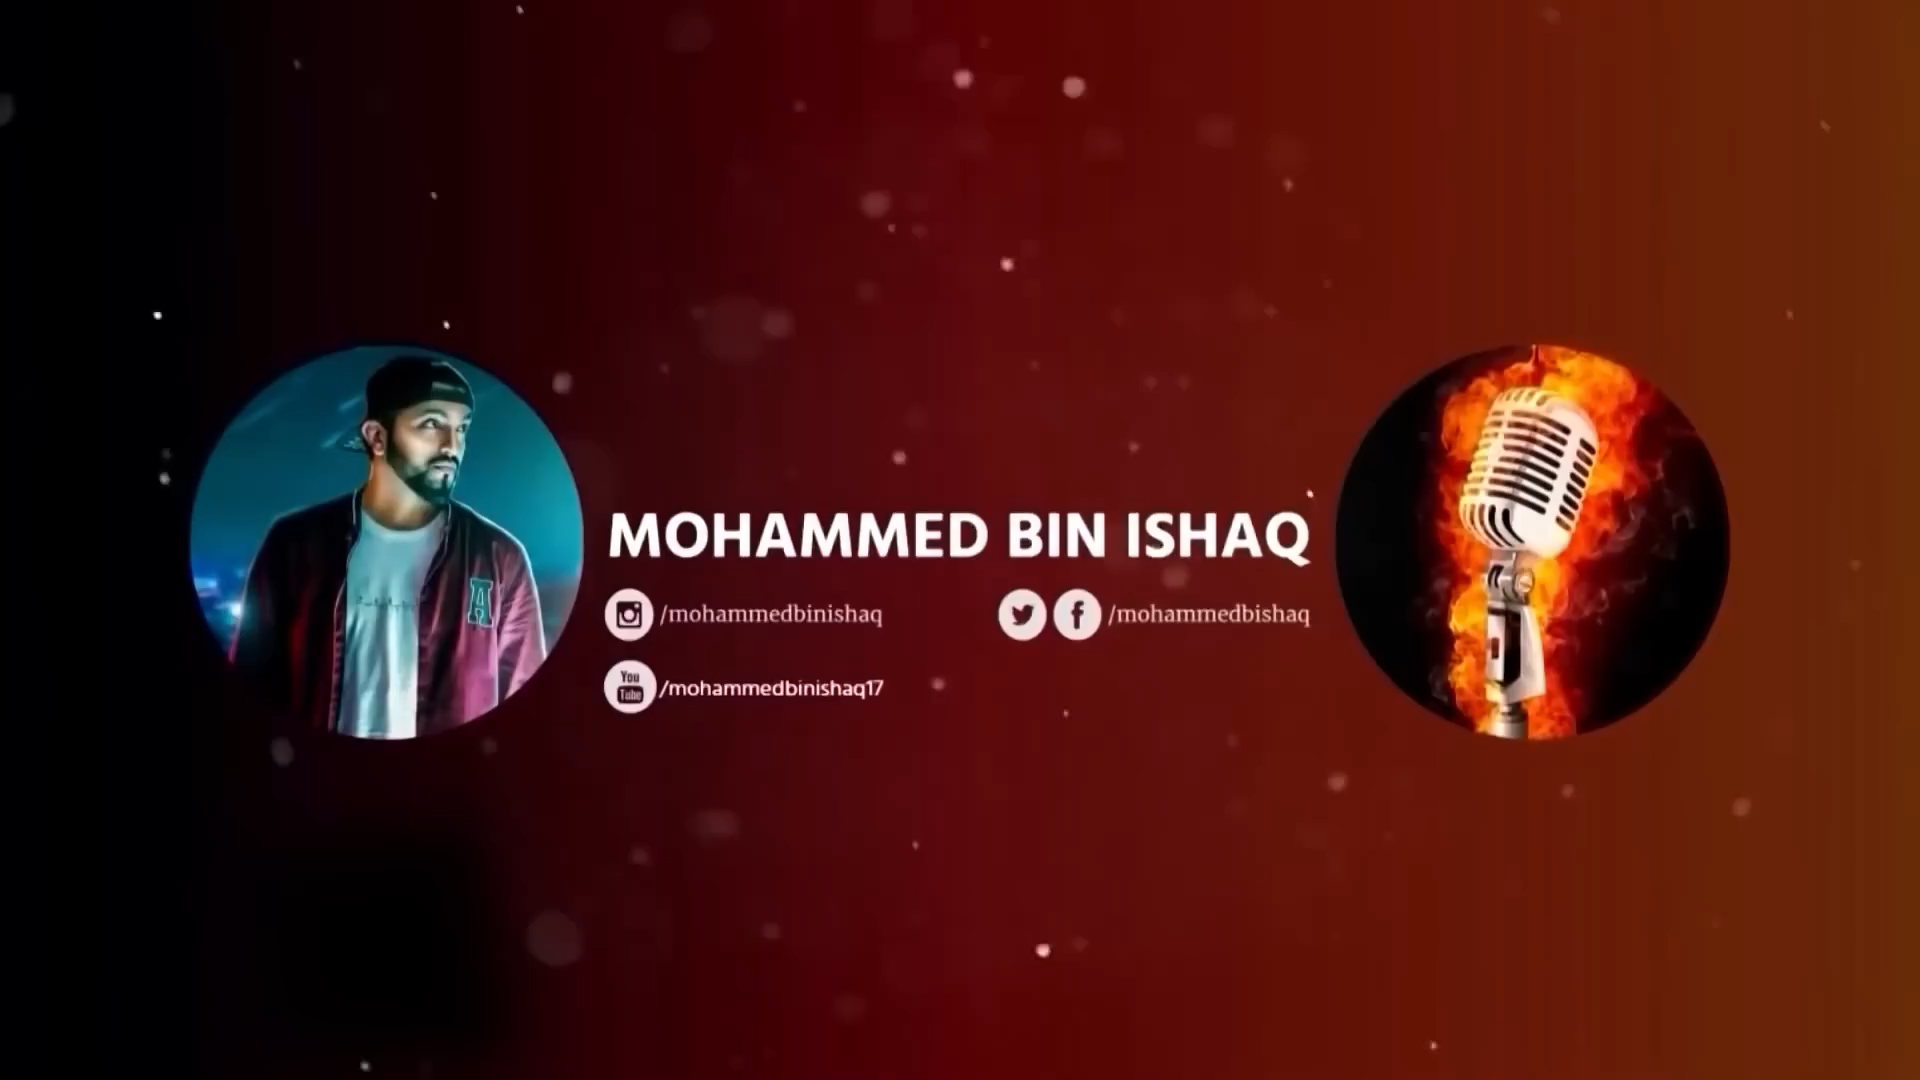 MOHAMMED BIN ISHAQ
/mohammedbinishaq
/mohammedbishaq
You Tube /mohammedbinishaq17
A